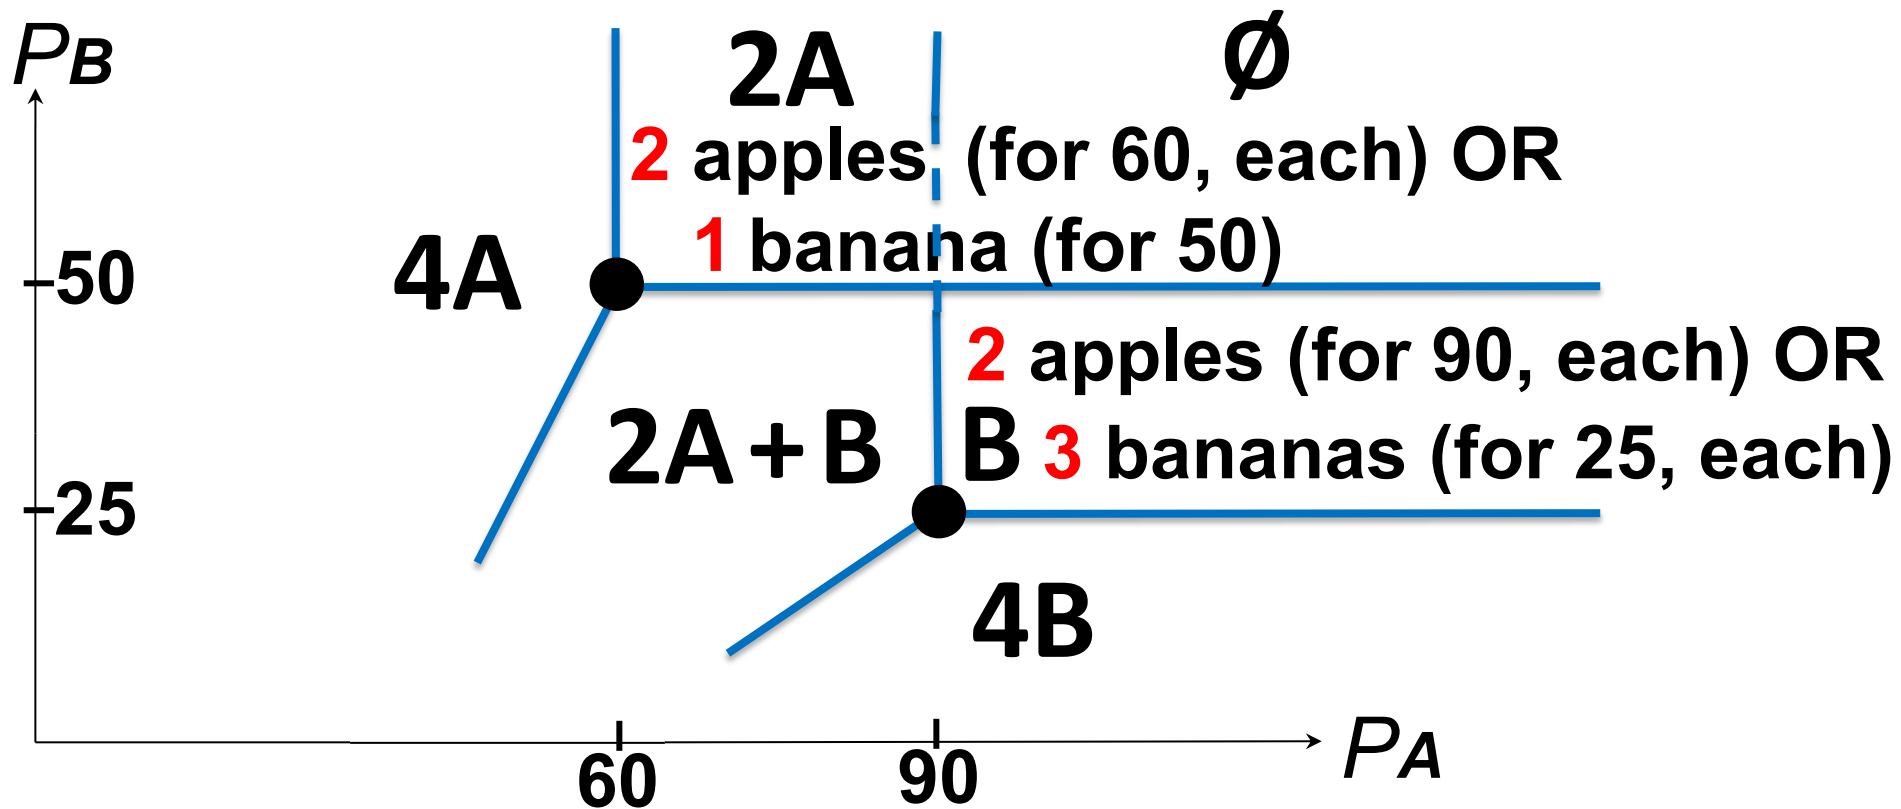 PB
2A
Ø
2 apples (for 60, each) OR
1 banana (for 50)
4A
50
2 apples (for 90, each) OR
2A + B
B
3 bananas (for 25, each)
25
4B
PA
60
90